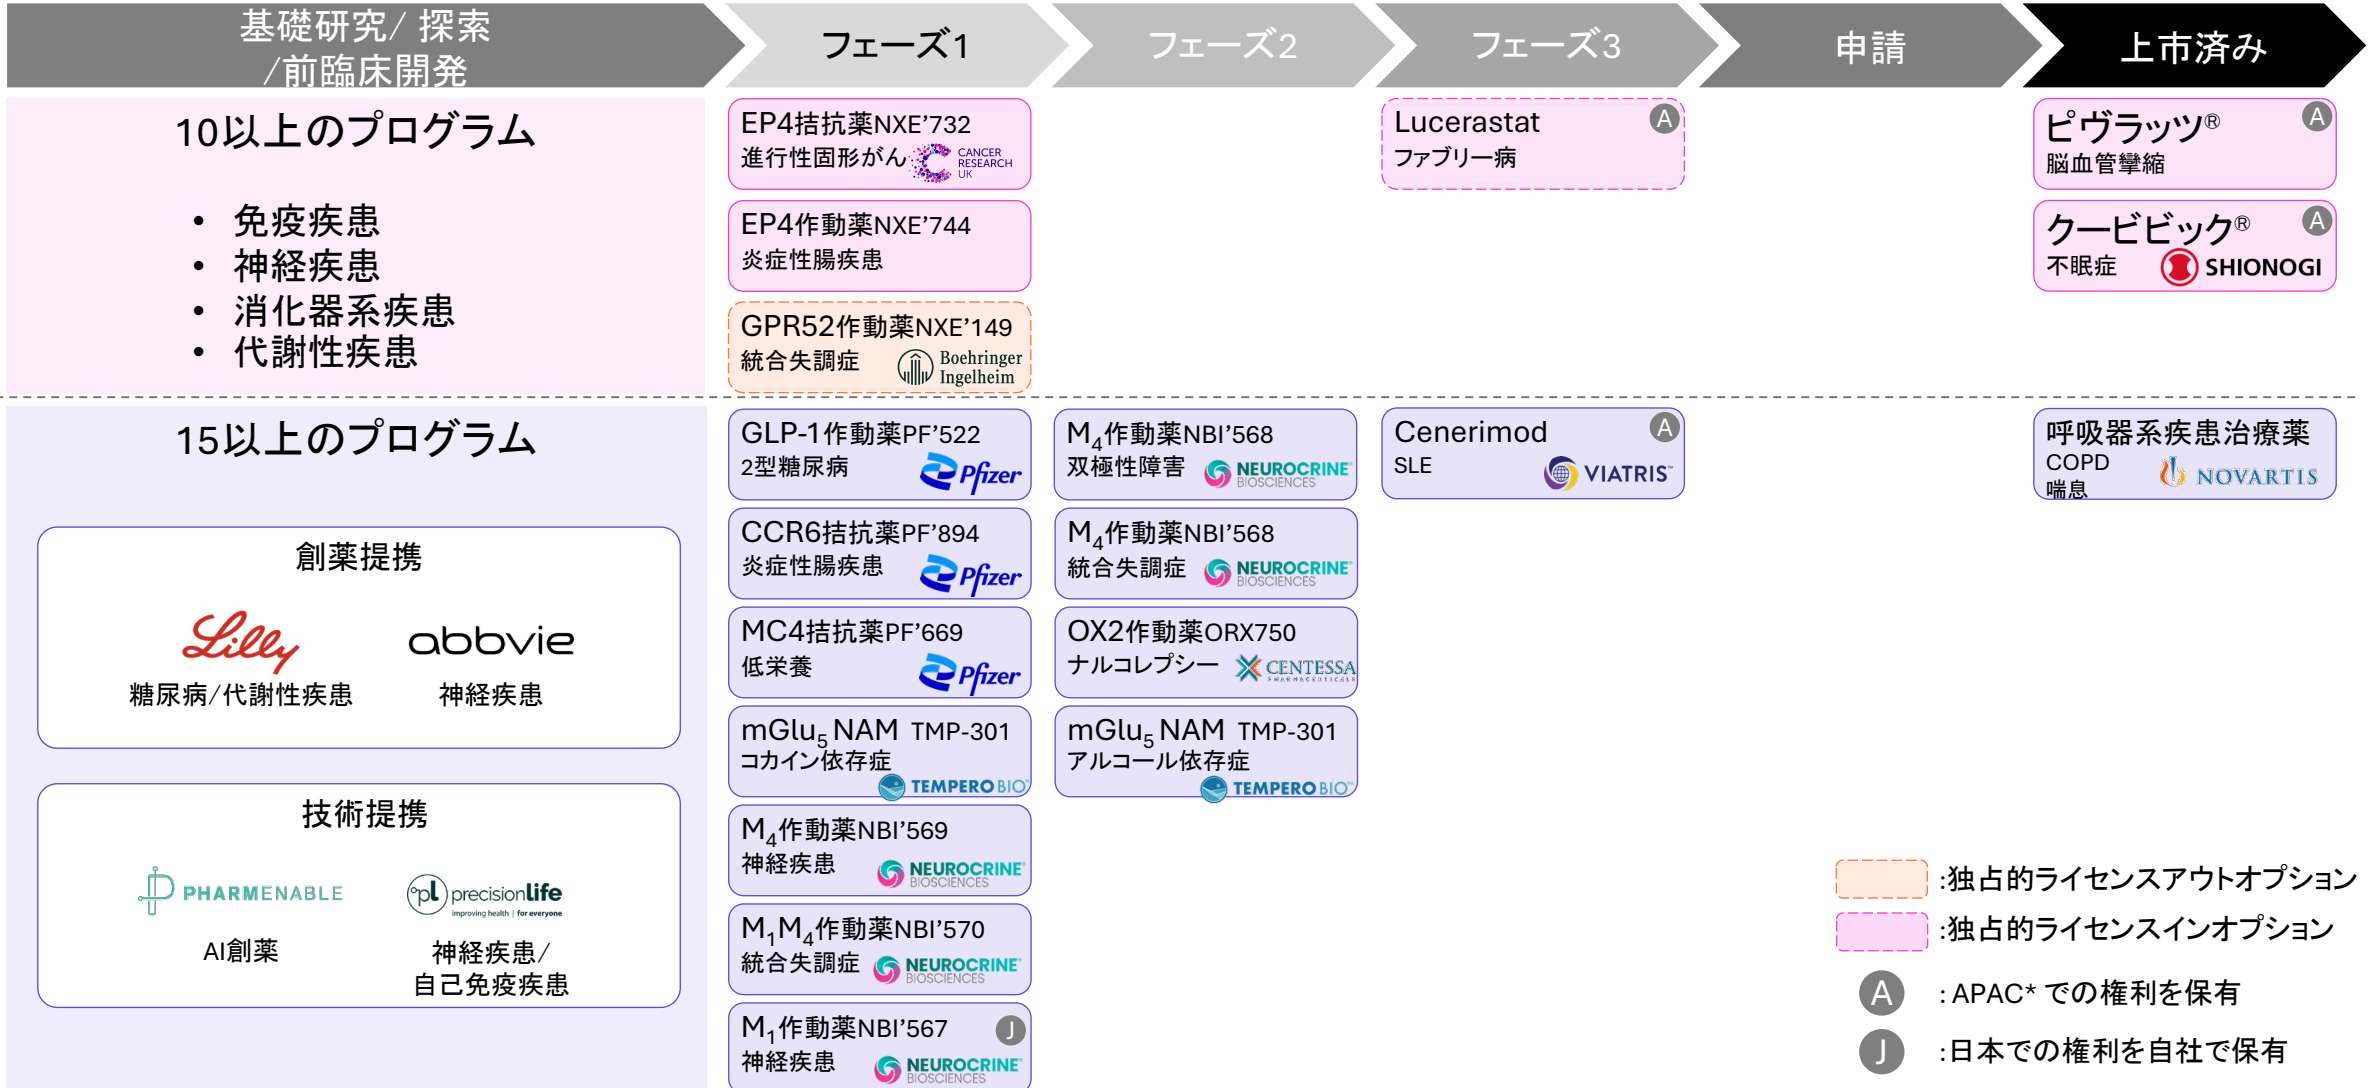 基礎研究/ 探索
/前臨床開発
フェーズ1
フェーズ2
フェーズ3
申請
上市済み
10以上のプログラム
• 免疫疾患
• 神経疾患
• 消化器系疾患
• 代謝性疾患
EP4拮抗薬NXE’732
進行性固形がん
CANCER
RESEARCH
UK
EP4作動薬NXE’744
炎症性腸疾患
GPR52作動薬NXE’149
統合失調症
Boehringer
Ingelheim
Lucerastat
A
ファブリー病
ピヴラッツ®
A
脳血管攣縮
クービビック®
A
不眠症
SHIONOGI
15以上のプログラム
創薬提携
Lilly
糖尿病/代謝性疾患
abbvie
神経疾患
技術提携
PHARMENABLE
AI創薬
pl precisionlife
improving health | for everyone
神経疾患/
自己免疫疾患
GLP-1作動薬PF’522
2型糖尿病
Pfizer
CCR6拮抗薬PF’894
炎症性腸疾患
Pfizer
MC4拮抗薬PF’669
低栄養
Pfizer
mGlu5 NAM TMP-301
コカイン依存症
TEMPERO BIO™
M4作動薬NBI’569
神経疾患
NEUROCRINE®
BIOSCIENCES
M1M4作動薬NBI’570
統合失調症
NEUROCRINE®
BIOSCIENCES
M1作動薬NBI’567
J
神経疾患
NEUROCRINE®
BIOSCIENCES
M4作動薬NBI’568
双極性障害
NEUROCRINE®
BIOSCIENCES
M4作動薬NBI’568
統合失調症
NEUROCRINE®
BIOSCIENCES
OX2作動薬ORX750
ナルコレプシー
CENTESSA
PHARMACEUTICALS
mGlu5 NAM TMP-301
アルコール依存症
TEMPERO BIO™
Cenerimod
A
SLE
VIATRIS™
呼吸器系疾患治療薬
COPD
喘息
NOVARTIS
:独占的ライセンスアウトオプション
:独占的ライセンスインオプション
A : APAC* での権利を保有
J :日本での権利を自社で保有